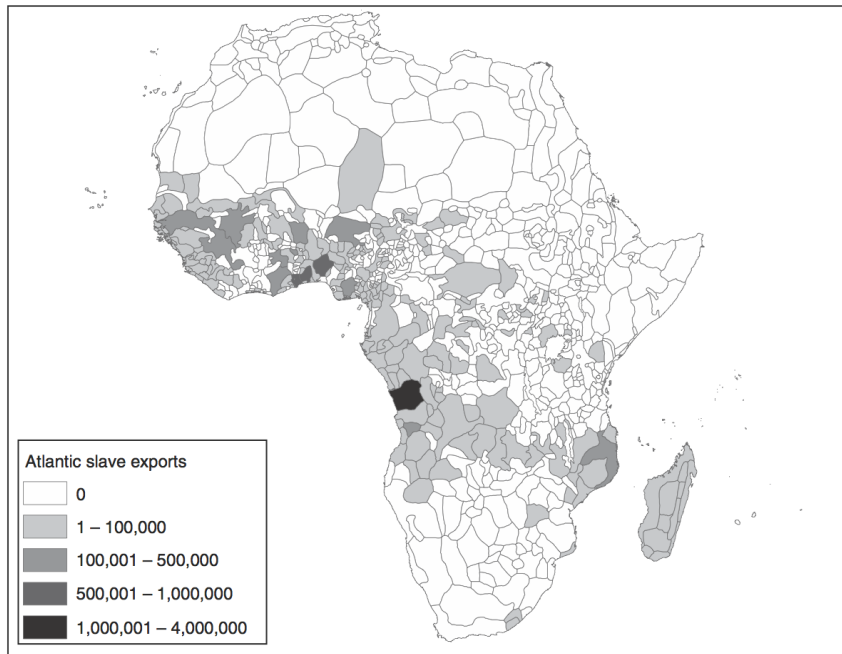 Atlantic slave exports
0
1 – 100,000
100,001 – 500,000
500,001 – 1,000,000
1,000,001 – 4,000,000